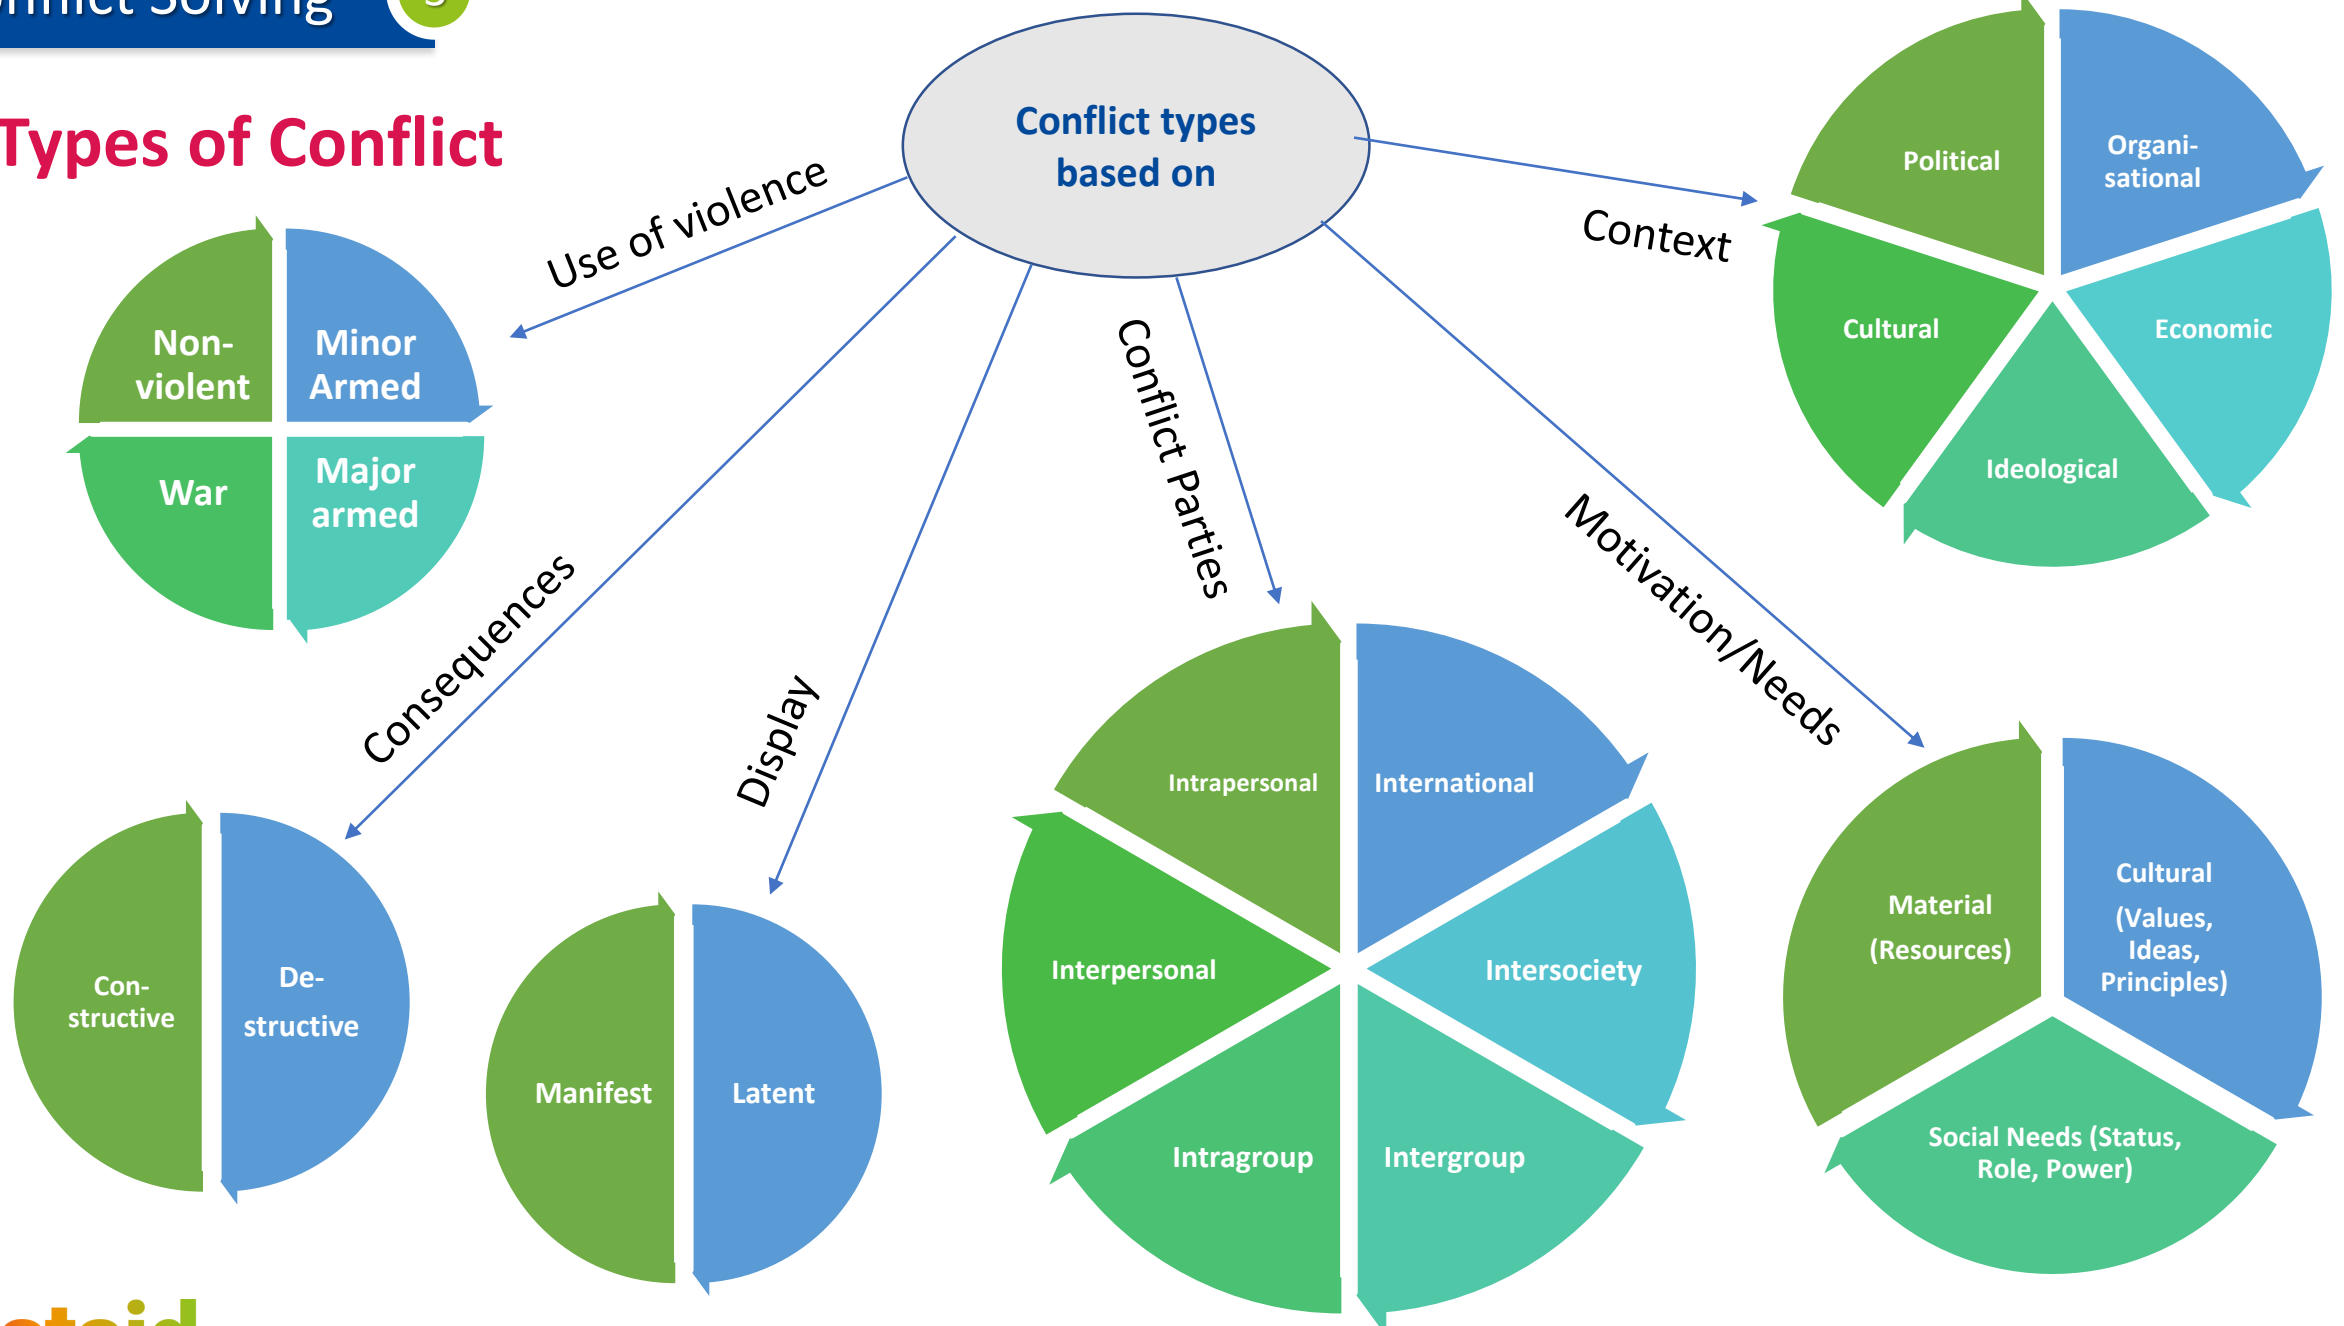 Solving
Types of Conflict
Conflict types
based on
Use of violence
Consequences
Display
Conflict Parties
Motivation/Needs
Context
Non-
violent
Minor
Armed
War
Major
armed
Political
Organi-
sational
Cultural
Economic
Ideological
Con-
structive
De-
structive
Manifest
Latent
Intrapersonal
International
Interpersonal
Intersociety
Intragroup
Intergroup
Material
(Resources)
Cultural
(Values,
Ideas,
Principles)
Social Needs (Status,
Role, Power)